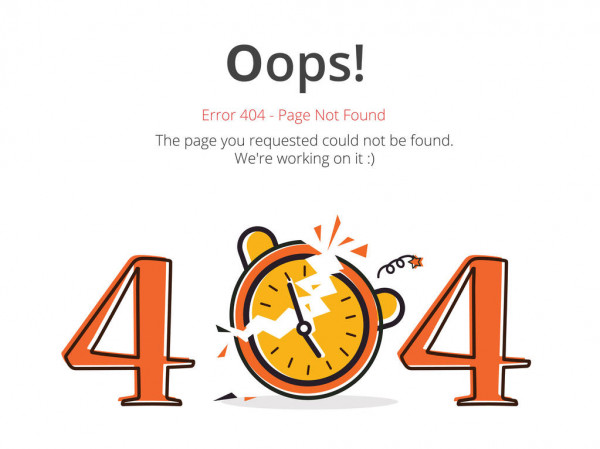 Oops!
Error 404 - Page Not Found
The page you requested could not be found.
We're working on it :)
4 4